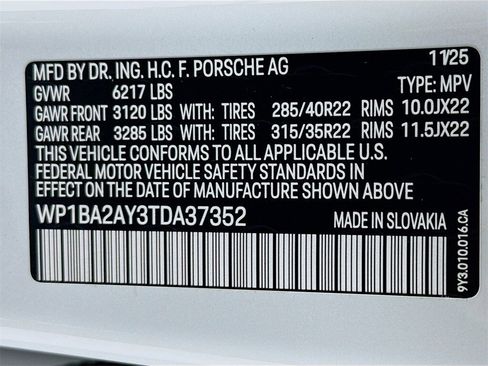 11/25
MFD BY DR. ING. H.C. F. PORSCHE AG
GVWR 6217 LBS TYPE: MPV
GAWR FRONT 3120 LBS WITH: TIRES 285/40R22 RIMS 10.0JX22
GAWR REAR 3285 LBS WITH: TIRES 315/35R22 RIMS 11.5JX22
THIS VEHICLE CONFORMS TO ALL APPLICABLE U.S.
FEDERAL MOTOR VEHICLE SAFETY STANDARDS IN
EFFECT ON THE DATE OF MANUFACTURE SHOWN ABOVE
WP1BA2AY3TDA37352 MADE IN SLOVAKIA
9Y3.010.016.CA